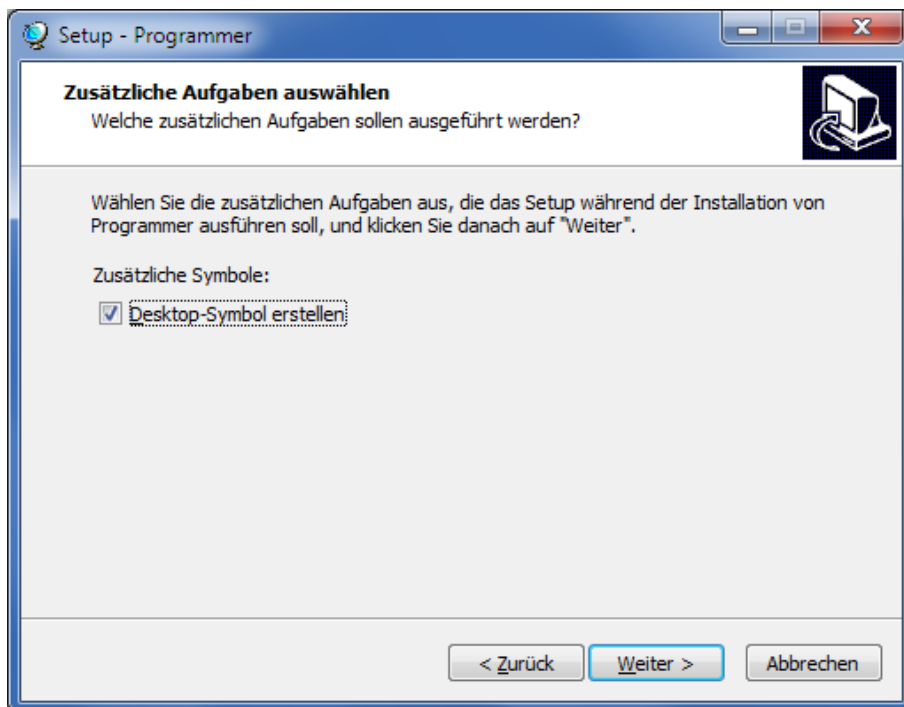 Setup - Programmer
Zusätzliche Aufgaben auswählen
Welche zusätzlichen Aufgaben sollen ausgeführt werden?
Wählen Sie die zusätzlichen Aufgaben aus, die das Setup während der Installation von
Programmer ausführen soll, und klicken Sie danach auf "Weiter".
Zusätzliche Symbole:
Desktop-Symbol erstellen
< Zurück
Weiter >
Abbrechen